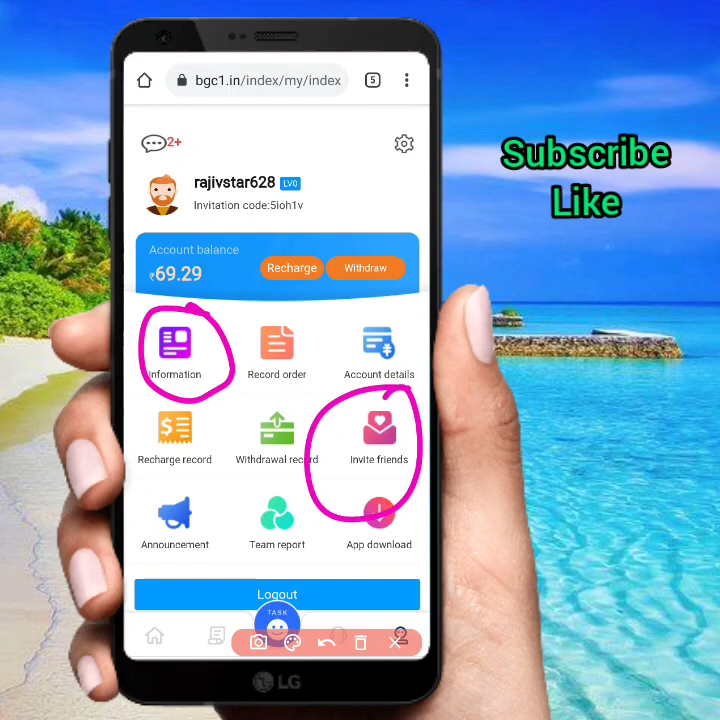 bgc1.in/index/my/index
5
2+
rajivstar628 LV0
Invitation code:5ioh1v
Account balance
₹69.29
Recharge
Withdraw
Information
Record order
Account details
Recharge record
Withdrawal record
Invite friends
Announcement
Team report
App download
Logout
TASK
LG
Subscribe
Like